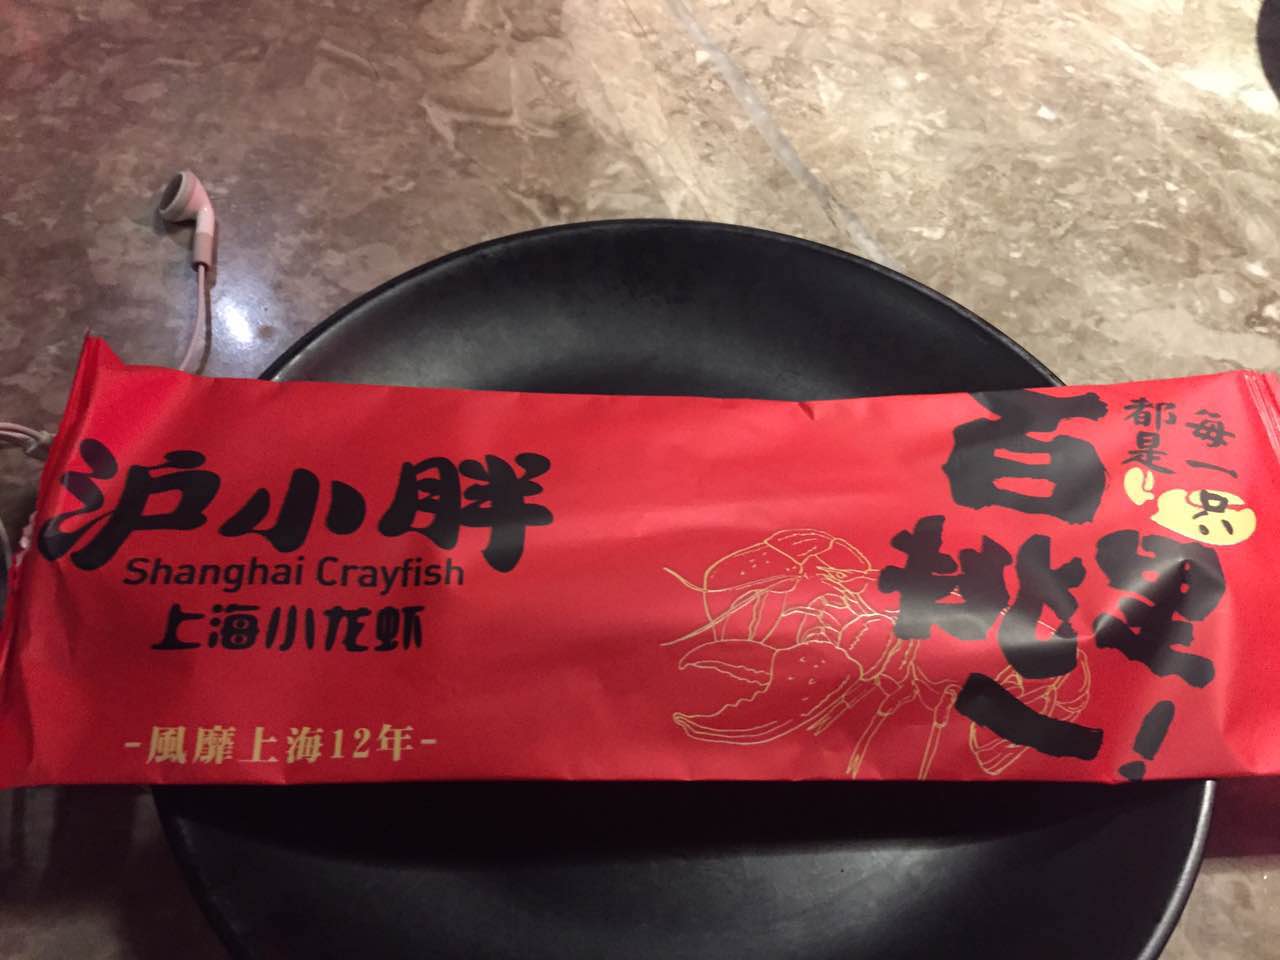 沪小胖
Shanghai Crayfish
上海小龙虾
-風靡上海12年-
每一只
都是
百里
挑一!